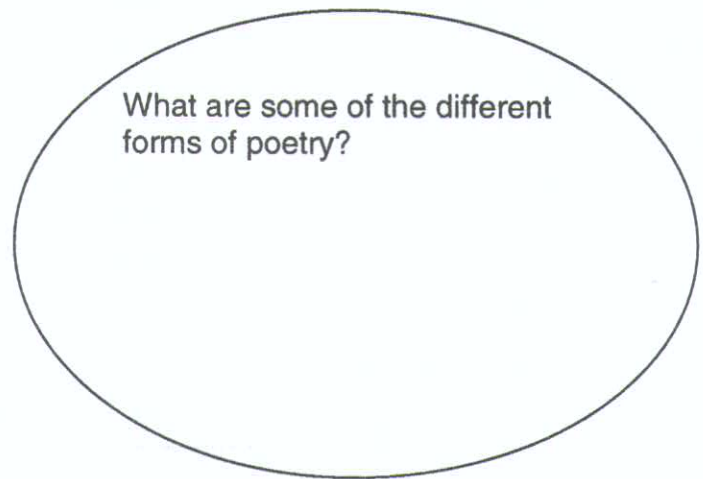 What are some of the different
forms of poetry?